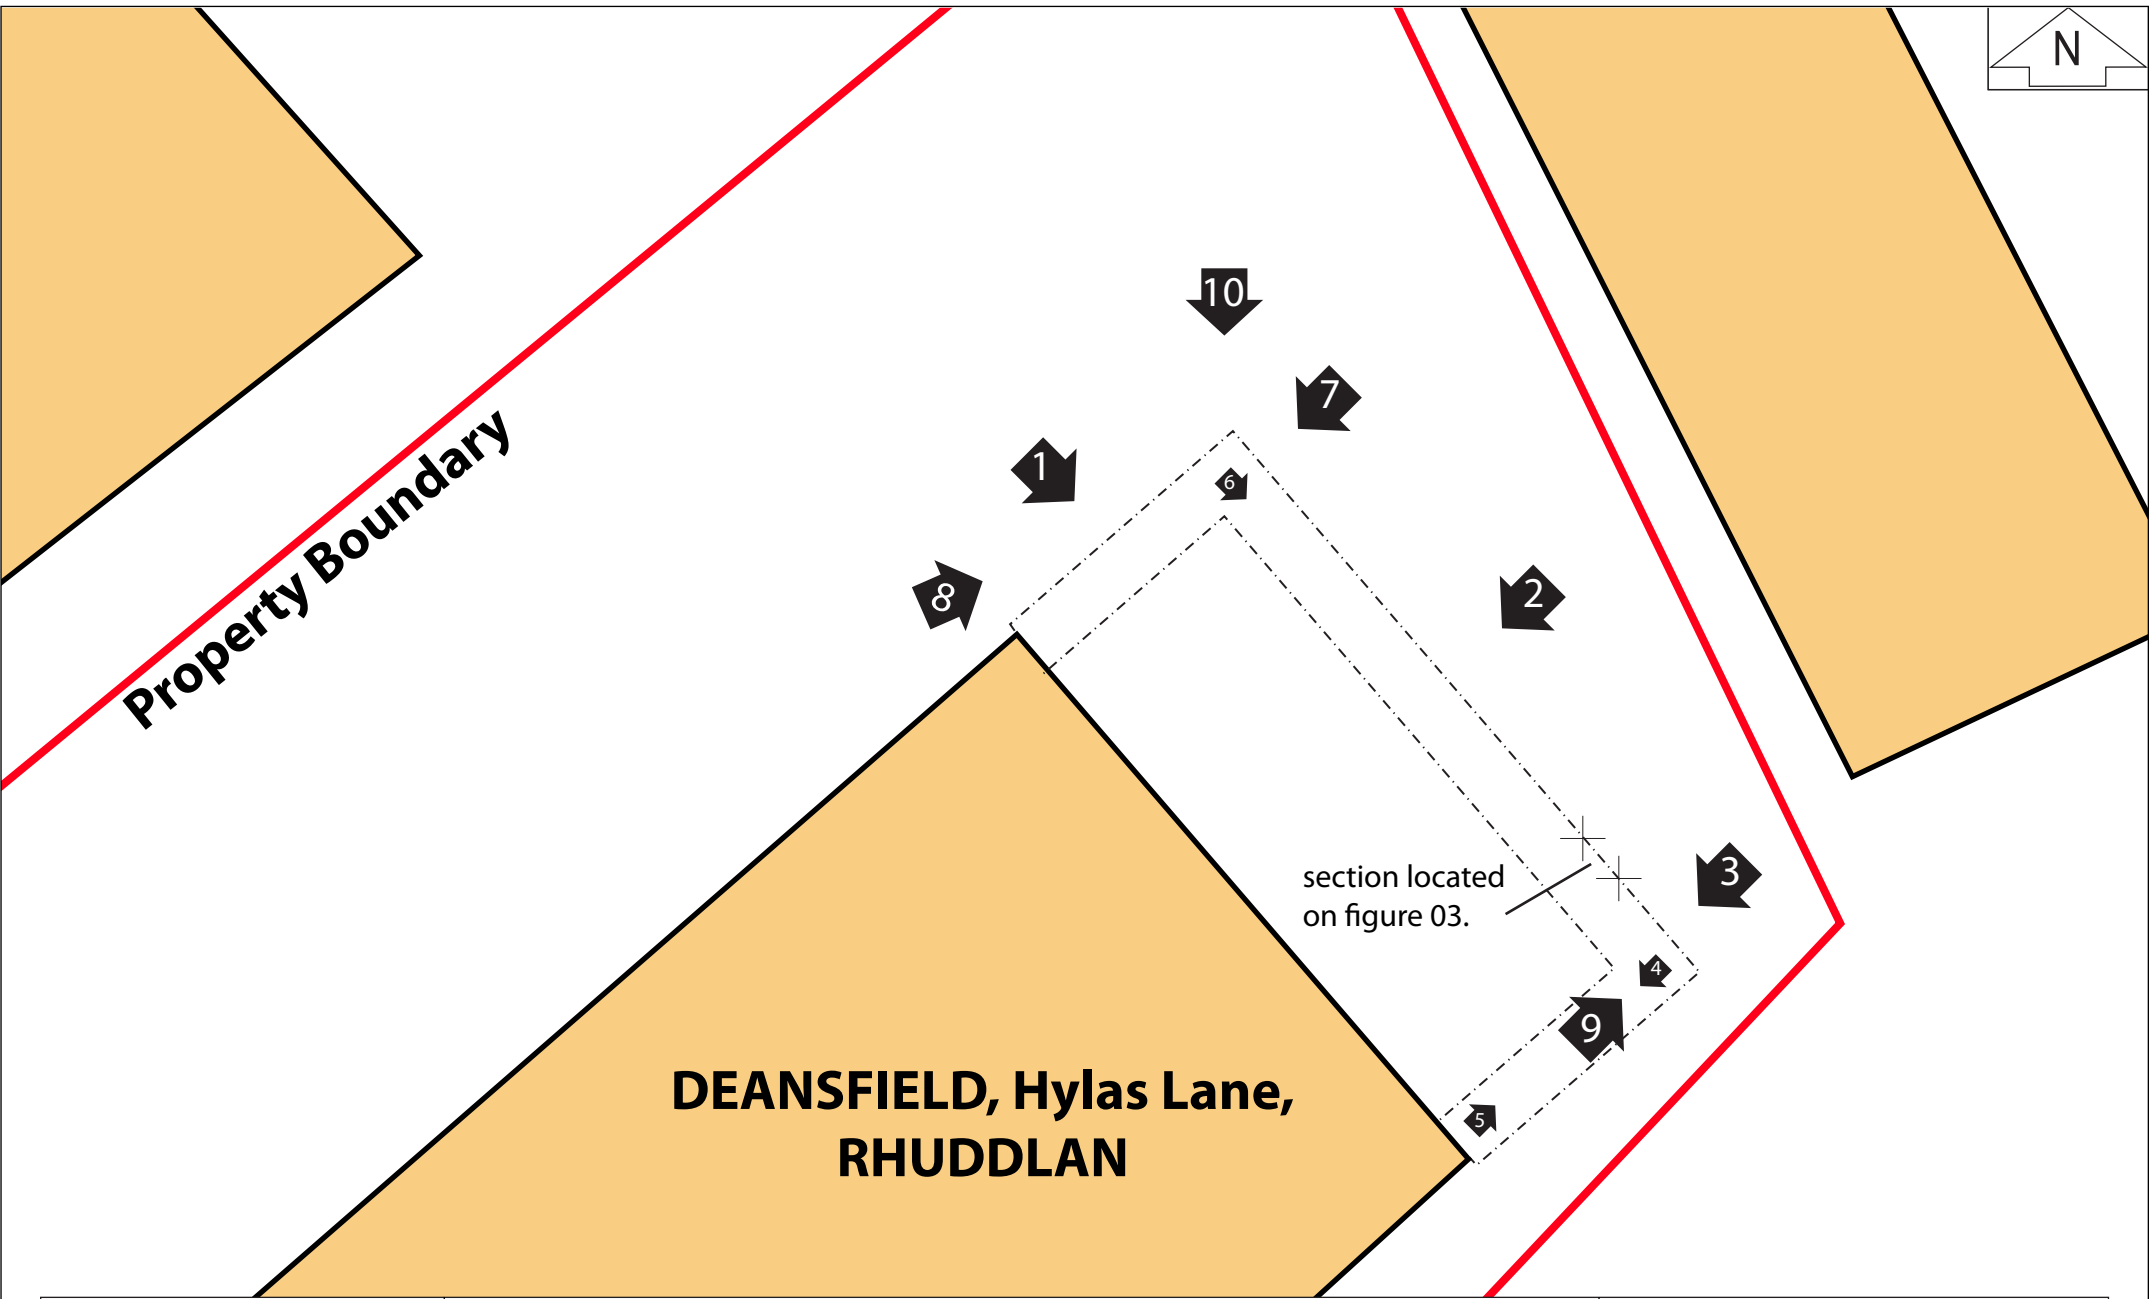 N
10
7
1
6
8
2
Property Boundary
3
section located
on figure 03.
4
9
DEANSFIELD, Hylas Lane,
RHUDDLAN
5